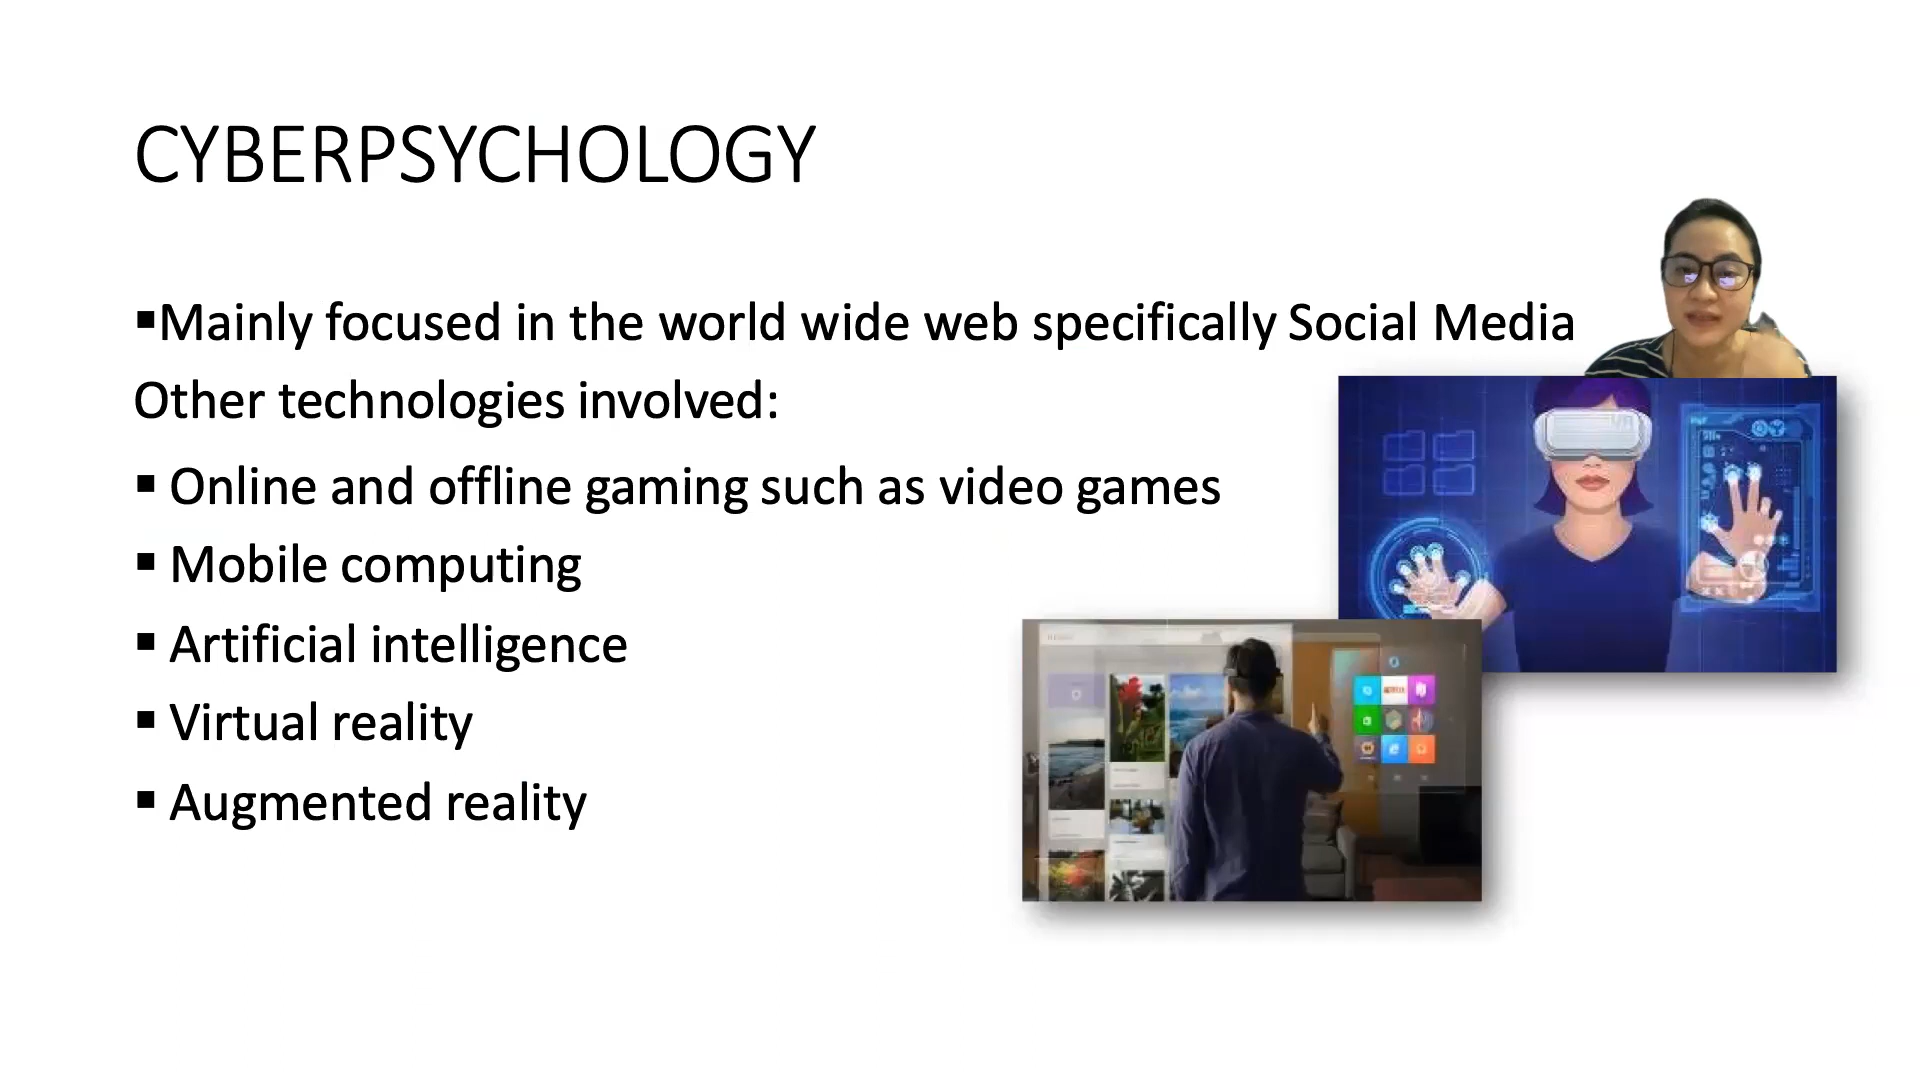 CYBERPSYCHOLOGY
▪Mainly focused in the world wide web specifically Social Media
Other technologies involved:
▪ Online and offline gaming such as video games
▪ Mobile computing
▪ Artificial intelligence
▪ Virtual reality
▪ Augmented reality